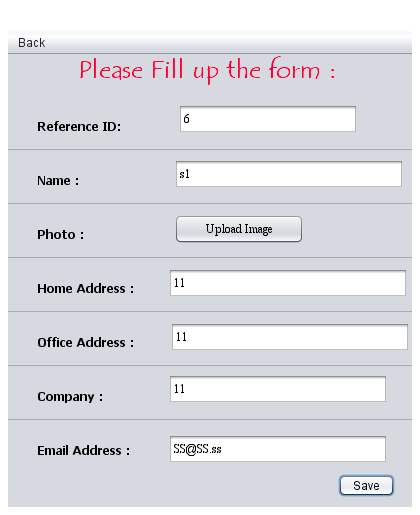 Back
Please Fill up the form :
Reference ID: 6
Name : s1
Photo : Upload Image
Home Address : 11
Office Address : 11
Company : 11
Email Address : SS@SS.ss
Save